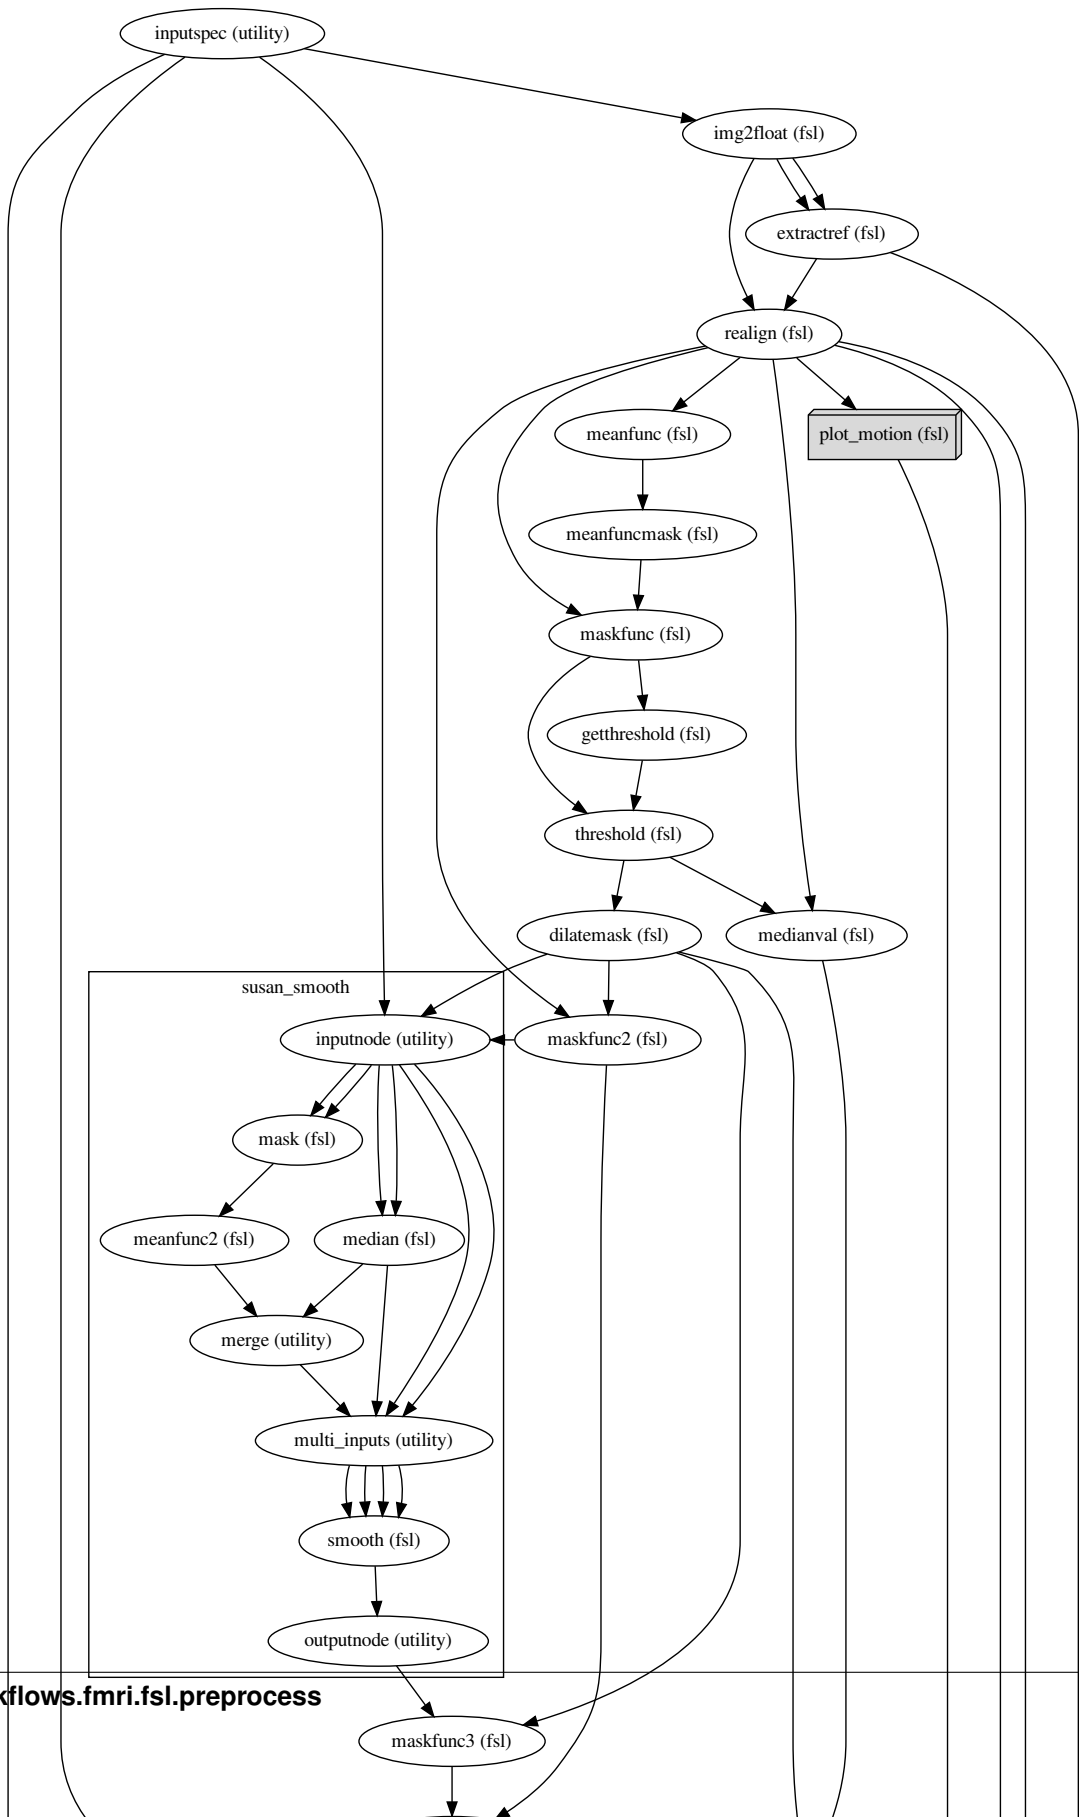 inputspec (utility)
img2float (fsl)
extractref (fsl)
realign (fsl)
meanfunc (fsl)
plot_motion (fsl)
meanfuncmask (fsl)
maskfunc (fsl)
getthreshold (fsl)
threshold (fsl)
dilatemask (fsl)
medianval (fsl)
susan_smooth
inputnode (utility)
maskfunc2 (fsl)
mask (fsl)
meanfunc2 (fsl)
median (fsl)
merge (utility)
multi_inputs (utility)
smooth (fsl)
outputnode (utility)
kflows.fmri.fsl.preprocess
maskfunc3 (fsl)